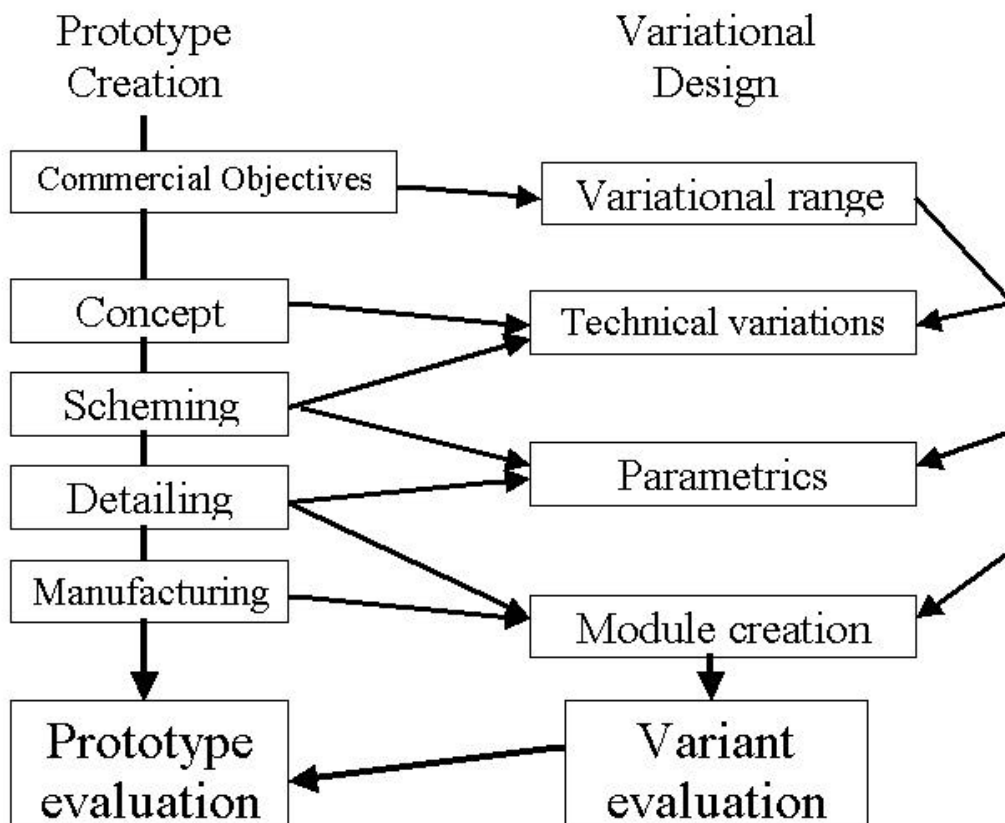 Prototype
Creation
Variational
Design
Commercial Objectives
Variational range
Concept
Technical variations
Scheming
Parametrics
Detailing
Manufacturing
Module creation
Prototype
evaluation
Variant
evaluation